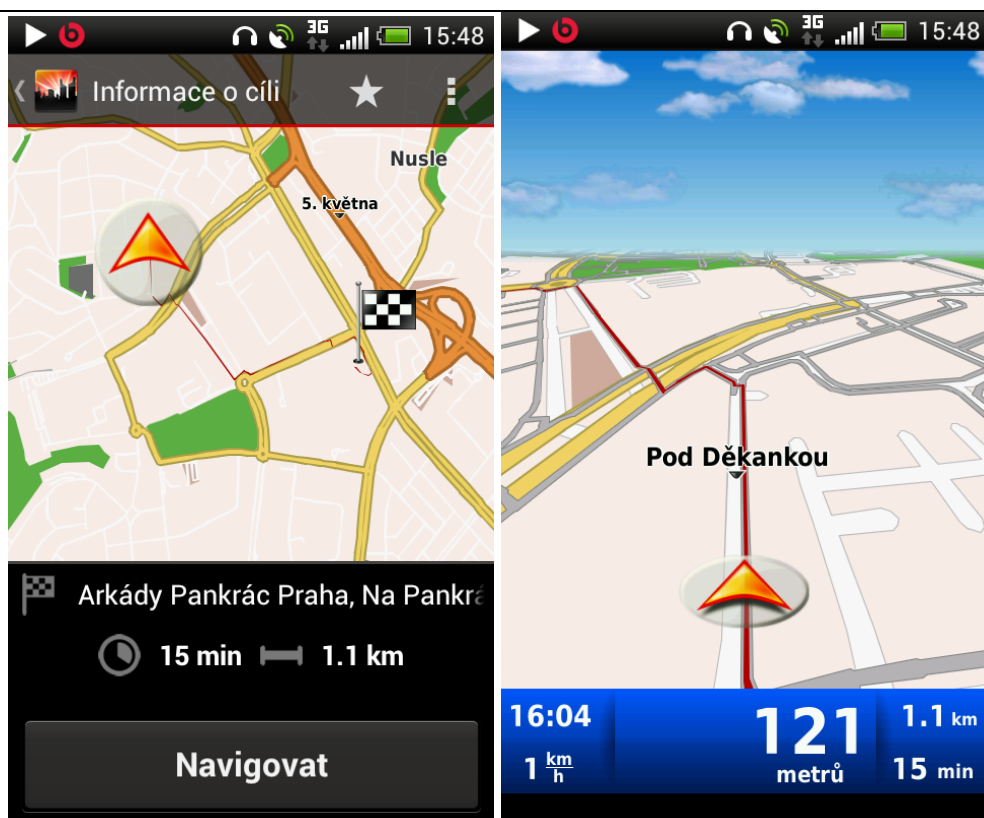 3G
15:48
Informace o cíli
Nusle
5. května
Arkády Pankrác Praha, Na Pankrá
15 min 1.1 km
Navigovat
3G
15:48
Pod Děkankou
16:04
1 km/h
121
metrů
1.1 km
15 min